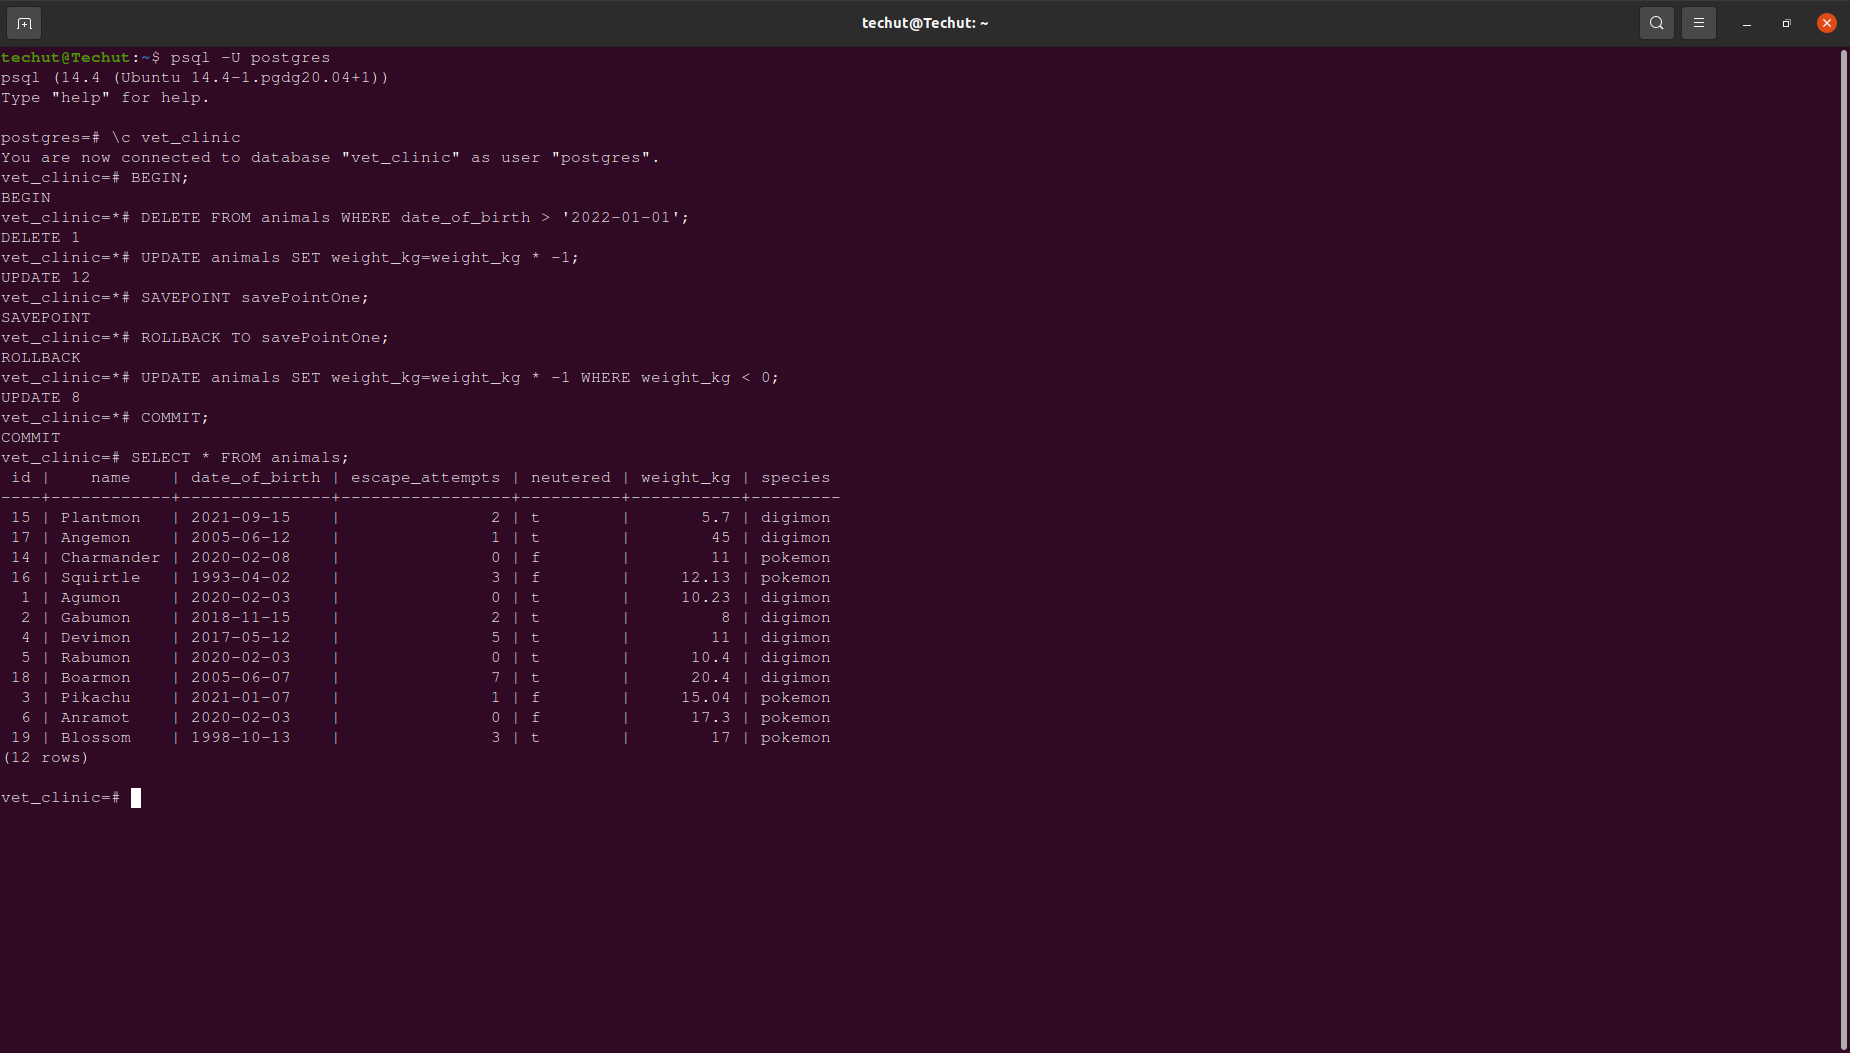 techut@Techut: ~
techut@Techut:~$ psql -U postgres
psql (14.4 (Ubuntu 14.4-1.pgdg20.04+1))
Type "help" for help.

postgres=# \c vet_clinic
You are now connected to database "vet_clinic" as user "postgres".
vet_clinic=# BEGIN;
BEGIN
vet_clinic=*# DELETE FROM animals WHERE date_of_birth > '2022-01-01';
DELETE 1
vet_clinic=*# UPDATE animals SET weight_kg=weight_kg * -1;
UPDATE 12
vet_clinic=*# SAVEPOINT savePointOne;
SAVEPOINT
vet_clinic=*# ROLLBACK TO savePointOne;
ROLLBACK
vet_clinic=*# UPDATE animals SET weight_kg=weight_kg * -1 WHERE weight_kg < 0;
UPDATE 8
vet_clinic=*# COMMIT;
COMMIT
vet_clinic=# SELECT * FROM animals;
 id |    name    | date_of_birth | escape_attempts | neutered | weight_kg | species
----+------------+---------------+-----------------+----------+-----------+---------
 15 | Plantmon   | 2021-09-15    |               2 | t        |       5.7 | digimon
 17 | Angemon    | 2005-06-12    |               1 | t        |        45 | digimon
 14 | Charmander | 2020-02-08    |               0 | f        |        11 | pokemon
 16 | Squirtle   | 1993-04-02    |               3 | f        |     12.13 | pokemon
  1 | Agumon     | 2020-02-03    |               0 | t        |     10.23 | digimon
  2 | Gabumon    | 2018-11-15    |               2 | t        |         8 | digimon
  4 | Devimon    | 2017-05-12    |               5 | t        |        11 | digimon
  5 | Rabumon    | 2020-02-03    |               0 | t        |      10.4 | digimon
 18 | Boarmon    | 2005-06-07    |               7 | t        |      20.4 | digimon
  3 | Pikachu    | 2021-01-07    |               1 | f        |     15.04 | pokemon
  6 | Anramot    | 2020-02-03    |               0 | f        |      17.3 | pokemon
 19 | Blossom    | 1998-10-13    |               3 | t        |        17 | pokemon
(12 rows)

vet_clinic=#